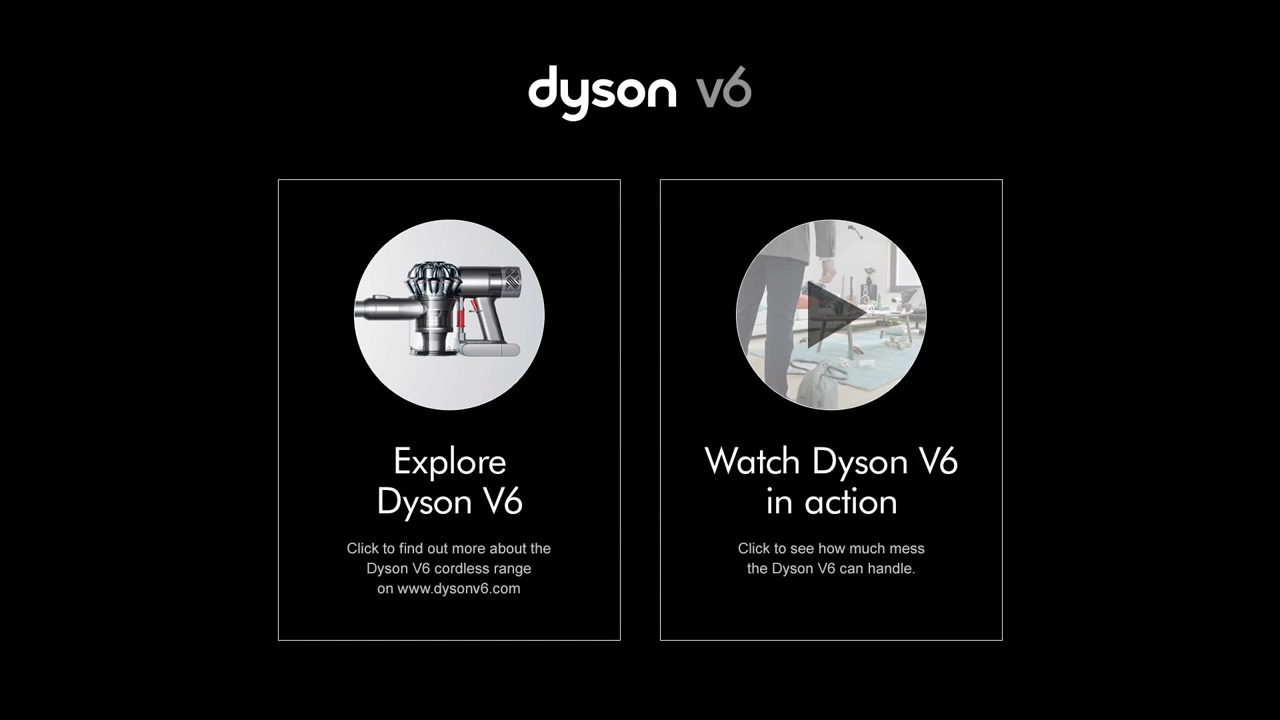 dyson v6
Explore
Dyson V6
Click to find out more about the
Dyson V6 cordless range
on www.dysonv6.com
Watch Dyson V6
in action
Click to see how much mess
the Dyson V6 can handle.